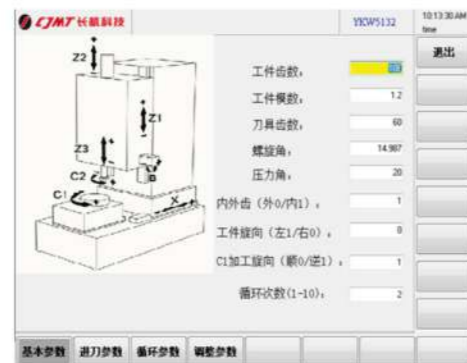 CJMT 长机科技
YKW5132
10:13:30 AM
time
退出
Z2
Z1
Z3
C2
B
C1
X
工件齿数:
工件模数: 1.2
刀具齿数: 60
螺旋角: 14.987
压力角: 20
内外齿（外0/内1）: 1
工件旋向（左1/右0）: 0
C1加工旋向（顺0/逆1）: 1
循环次数(1-10): 2
基本参数 进刀参数 循环参数 调整参数